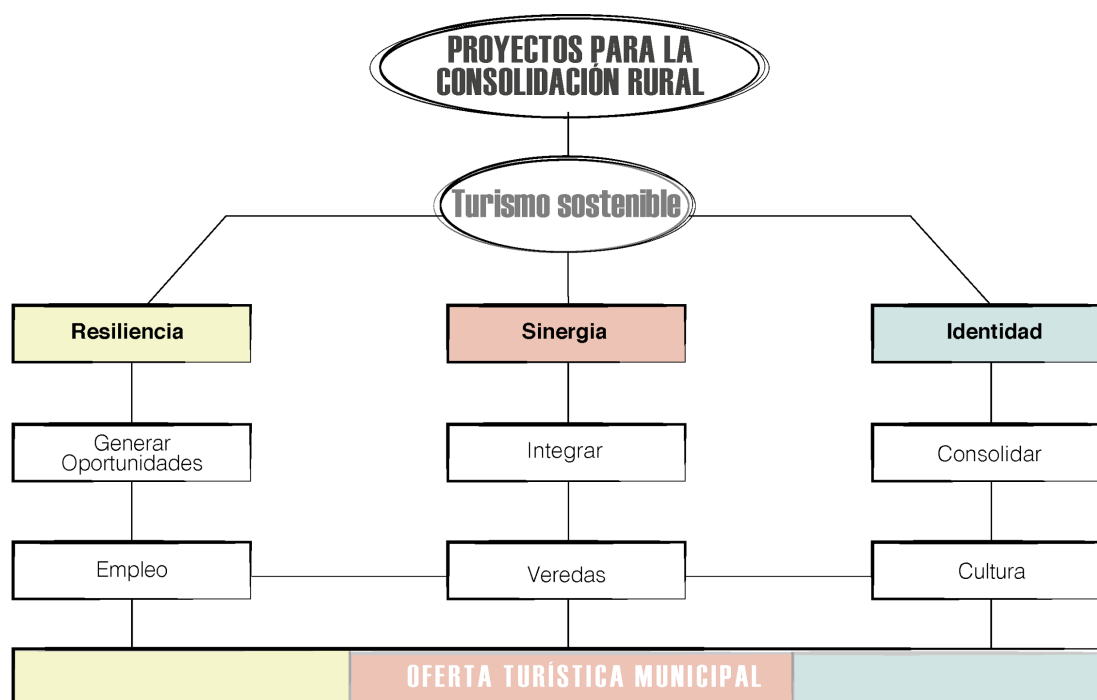 PROYECTOS PARA LA
CONSOLIDACIÓN RURAL
Turismo sostenible
Resiliencia
Sinergia
Identidad
Generar
Oportunidades
Integrar
Consolidar
Empleo
Veredas
Cultura
OFERTA TURÍSTICA MUNICIPAL